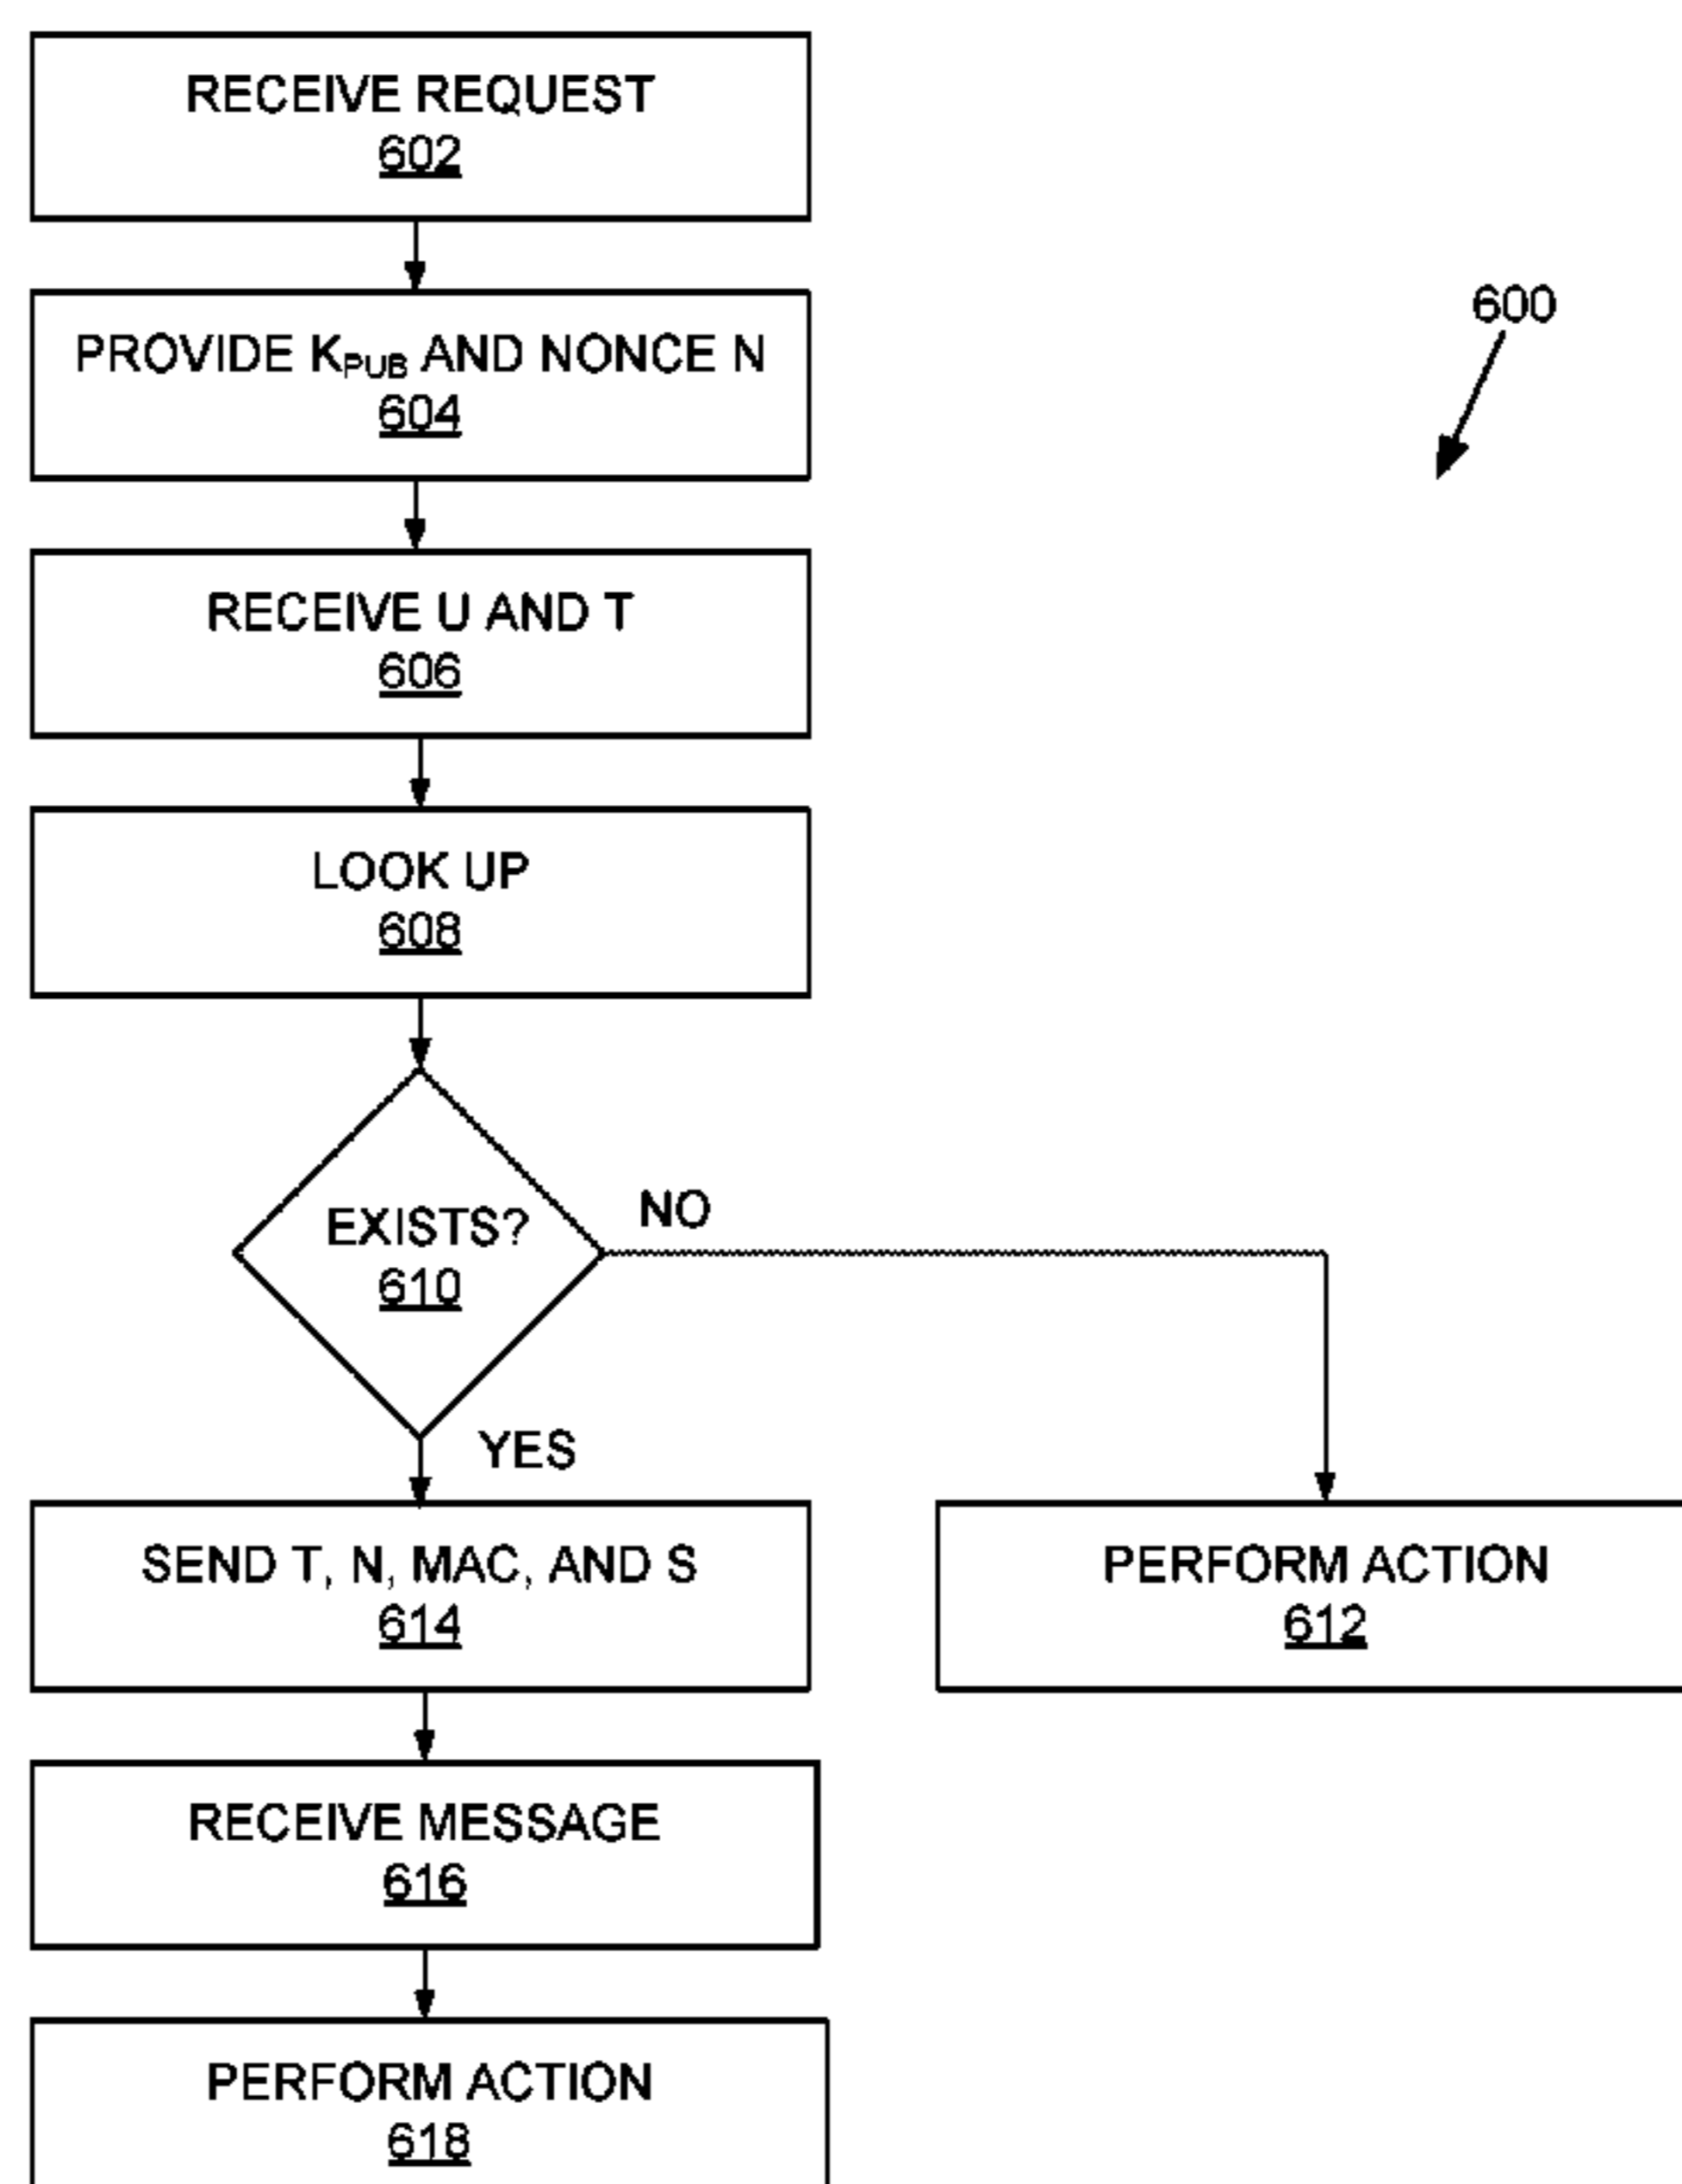 RECEIVE REQUEST
602
PROVIDE KPUB AND NONCE N
604
600
RECEIVE U AND T
606
LOOK UP
608
EXISTS?
610
NO
YES
SEND T, N, MAC, AND S
614
PERFORM ACTION
612
RECEIVE MESSAGE
616
PERFORM ACTION
618